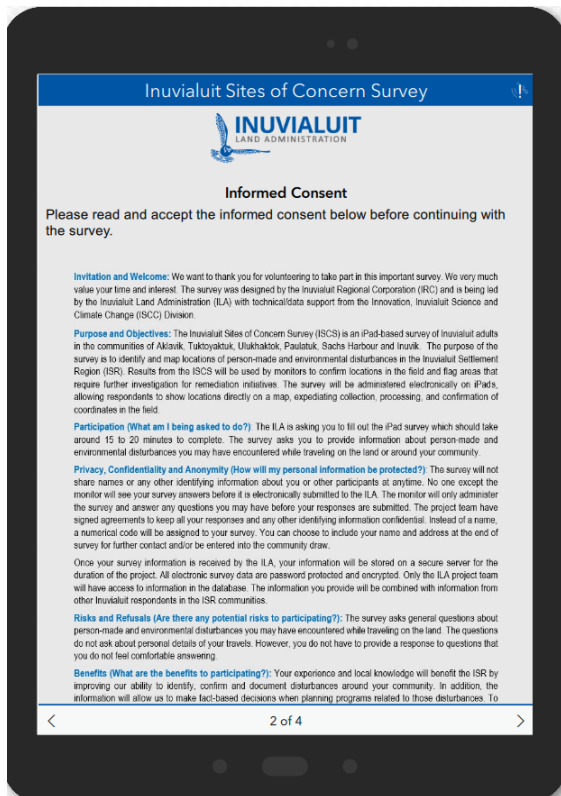 Inuvialuit Sites of Concern Survey
INUVIALUIT
LAND ADMINISTRATION
Informed Consent
Please read and accept the informed consent below before continuing with
the survey.
Invitation and Welcome: We want to thank you for volunteering to take part in this important survey. We very much
value your time and interest. The survey was designed by the Inuvialuit Regional Corporation (IRC) and is being led
by the Inuvialuit Land Administration (ILA) with technical/data support from the Innovation, Inuvialuit Science and
Climate Change (ISCC) Division.
Purpose and Objectives: The Inuvialuit Sites of Concern Survey (ISCS) is an iPad-based survey of Inuvialuit adults
in the communities of Aklavik, Tuktoyaktuk, Ulukhaktok, Paulatuk, Sachs Harbour and Inuvik. The purpose of the
survey is to identify and map locations of person-made and environmental disturbances in the Inuvialuit Settlement
Region (ISR). Results from the ISCS will be used by monitors to confirm locations in the field and flag areas that
require further investigation for remediation initiatives. The survey will be administered electronically on iPads,
allowing respondents to show locations directly on a map, expediting collection, processing, and confirmation of
coordinates in the field.
Participation (What am I being asked to do?): The ILA is asking you to fill out the iPad survey which should take
around 15 to 20 minutes to complete. The survey asks you to provide information about person-made and
environmental disturbances you may have encountered while traveling on the land or around your community.
Privacy, Confidentiality and Anonymity (How will my personal information be protected?): The survey will not
share names or any other identifying information about you or other participants at anytime. No one except the
monitor will see your survey answers before it is electronically submitted to the ILA. The monitor will only administer
the survey and answer any questions you may have before your responses are submitted. The project team have
signed agreements to keep all your responses and any other identifying information confidential. Instead of a name,
a numerical code will be assigned to your survey. You can choose to include your name and address at the end of
survey for further contact and/or be entered into the community draw.
Once your survey information is received by the ILA, your information will be stored on a secure server for the
duration of the project. All electronic survey data are password protected and encrypted. Only the ILA project team
will have access to information in the database. The information you provide will be combined with information from
other Inuvialuit respondents in the ISR communities.
Risks and Refusals (Are there any potential risks to participating?): The survey asks general questions about
person-made and environmental disturbances you may have encountered while traveling on the land. The questions
do not ask about personal details of your travels. However, you do not have to provide a response to questions that
you do not feel comfortable answering.
Benefits (What are the benefits to participating?): Your experience and local knowledge will benefit the ISR by
improving our ability to identify, confirm and document disturbances around your community. In addition, the
information will allow us to make fact-based decisions when planning programs related to those disturbances. To
2 of 4